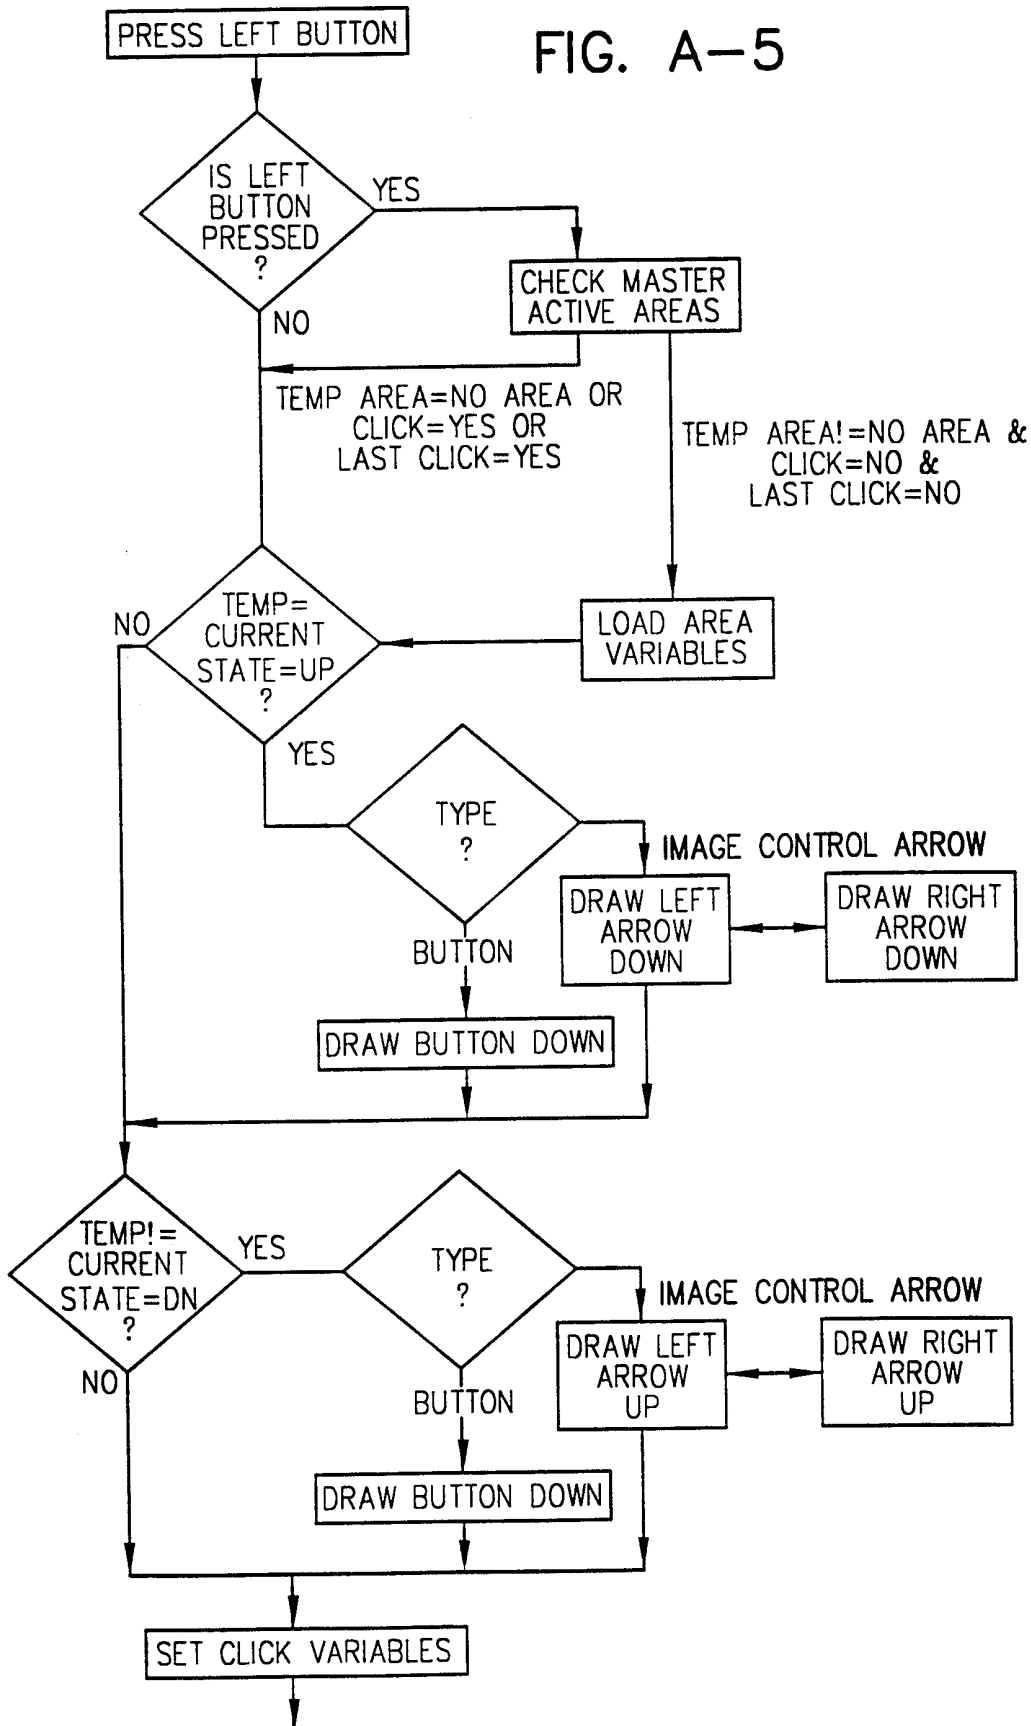 PRESS LEFT BUTTON
FIG. A-5
IS LEFT
BUTTON
PRESSED
?
YES
NO
CHECK MASTER
ACTIVE AREAS
TEMP AREA=NO AREA OR
CLICK=YES OR
LAST CLICK=YES
TEMP AREA!=NO AREA &
CLICK=NO &
LAST CLICK=NO
NO
TEMP=
CURRENT
STATE=UP
?
LOAD AREA
VARIABLES
YES
TYPE
?
IMAGE CONTROL ARROW
DRAW LEFT
ARROW
DOWN
DRAW RIGHT
ARROW
DOWN
BUTTON
DRAW BUTTON DOWN
TEMP!=
CURRENT
STATE=DN
?
YES
NO
TYPE
?
IMAGE CONTROL ARROW
DRAW LEFT
ARROW
UP
DRAW RIGHT
ARROW
UP
BUTTON
DRAW BUTTON DOWN
SET CLICK VARIABLES